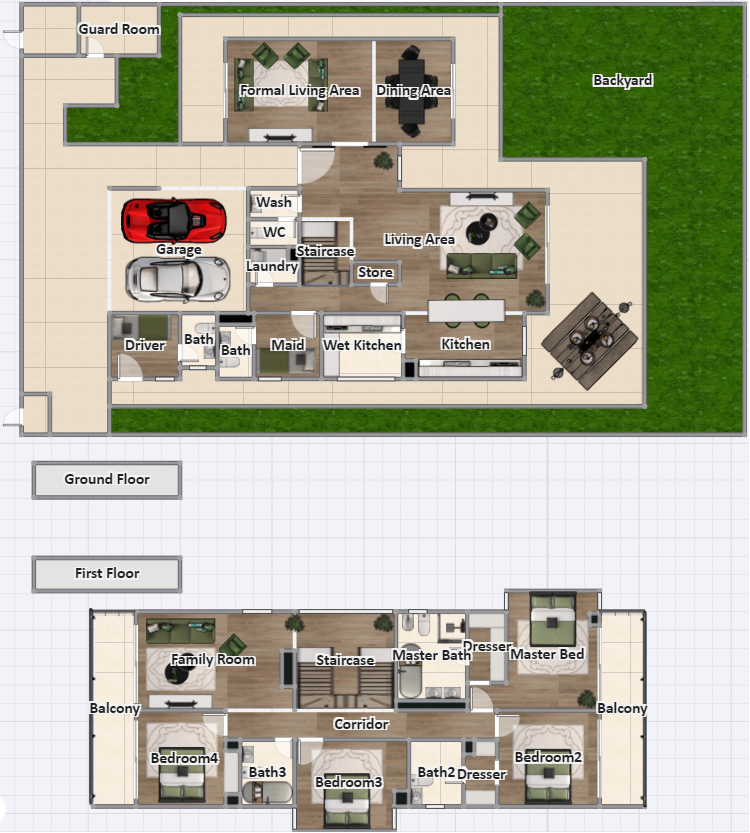 Guard Room
Backyard
Formal Living Area
Dining Area
Wash
WC
Staircase
Living Area
Garage
Laundry
Store
Driver
Bath
Bath
Maid
Wet Kitchen
Kitchen
Ground Floor
First Floor
Family Room
Staircase
Master Bath
Dresser
Master Bed
Balcony
Balcony
Corridor
Bedroom4
Bath3
Bedroom3
Bath2
Dresser
Bedroom2